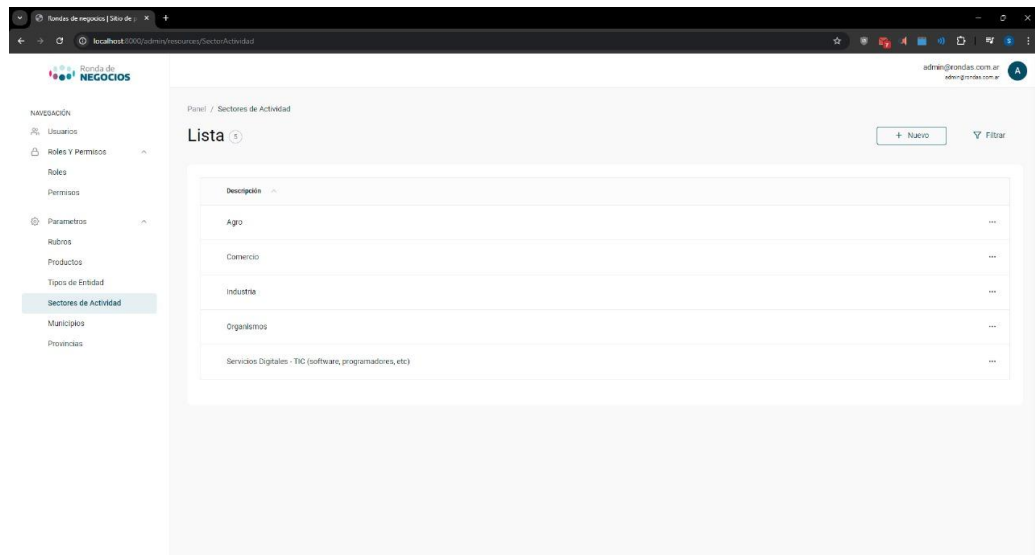 Rondas de negocios | Sitio de
localhost:8000/admin/resources/SectorActividad
Ronda de
NEGOCIOS
admin@rondas.com.ar
admin@rondas.com.ar
A
NAVEGACIÓN
Usuarios
Roles Y Permisos
Roles
Permisos
Parametros
Rubros
Productos
Tipos de Entidad
Sectores de Actividad
Municipios
Provincias
Panel / Sectores de Actividad
Lista 5
+ Nuevo
Filtrar
Descripción
Agro
Comercio
Industria
Organismos
Servicios Digitales - TIC (software, programadores, etc)